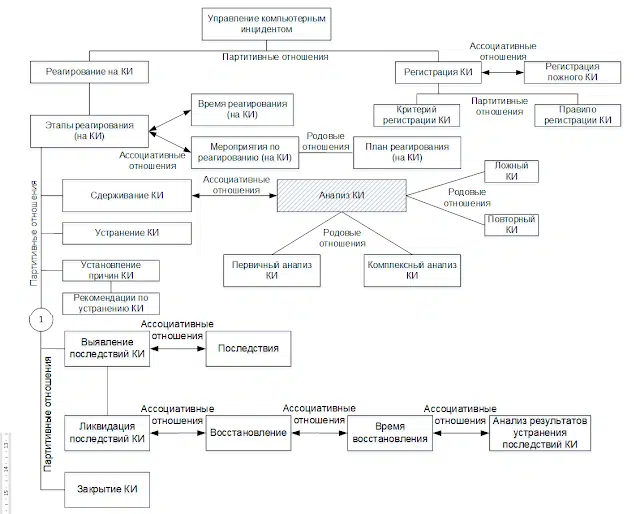 Управление компьютерным
инцидентом
Партитивные отношения
Ассоциативные
отношения
Реагирование на КИ
Регистрация КИ
Регистрация
ложного КИ
Партитивные
отношения
Критерий
регистрации КИ
Правило
регистрации КИ
Этапы реагирования
(на КИ)
Время реагирования
(на КИ)
Ассоциативные
отношения
Мероприятия по
реагированию (на КИ)
Родовые
отношения
План реагирования
(на КИ)
Партитивные отношения
Сдерживание КИ
Ассоциативные
отношения
Анализ КИ
Ложный
КИ
Родовые
отношения
Повторный
КИ
Устранение КИ
Родовые
отношения
Первичный анализ
КИ
Комплексный анализ
КИ
Установление
причин КИ
Рекомендации по
устранению КИ
1
Партитивные отношения
Выявление
последствий КИ
Ассоциативные
отношения
Последствия
Ликвидация
последствий КИ
Ассоциативные
отношения
Восстановление
Ассоциативные
отношения
Время
восстановления
Ассоциативные
отношения
Анализ результатов
устранения
последствий КИ
Закрытие КИ
13
14
15